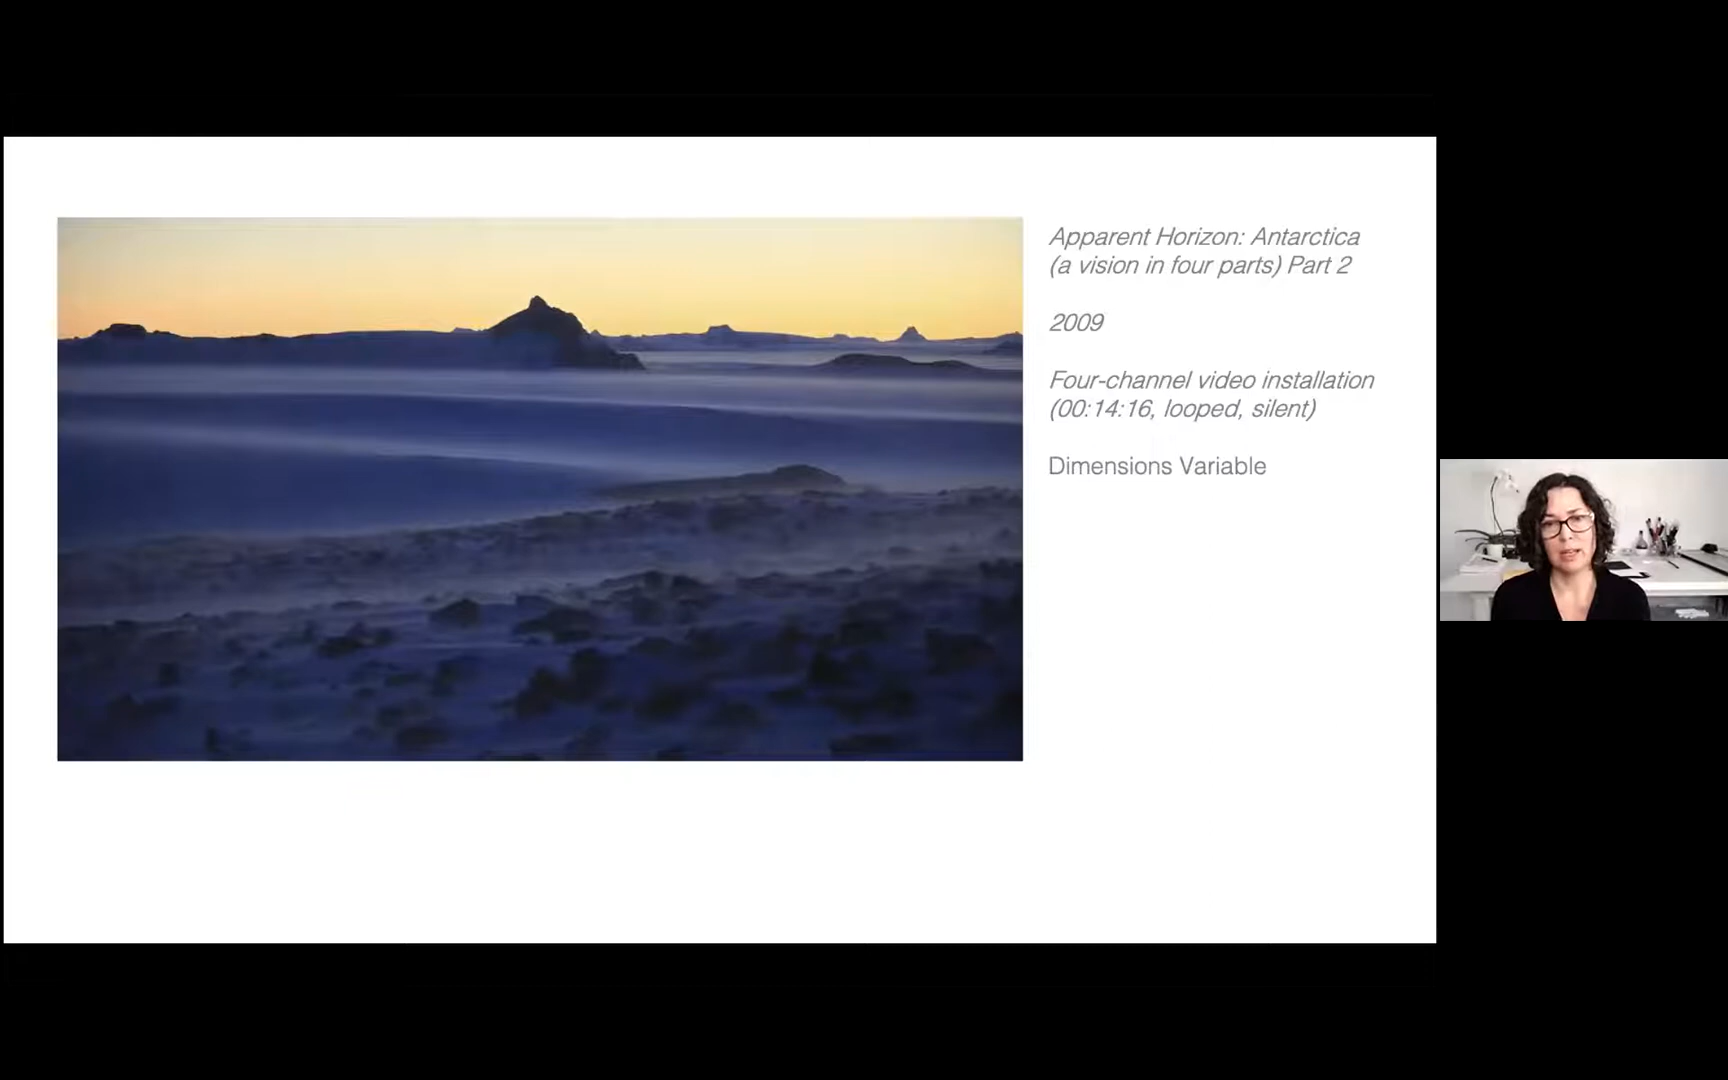 Apparent Horizon: Antarctica
(a vision in four parts) Part 2
2009
Four-channel video installation
(00:14:16, looped, silent)
Dimensions Variable